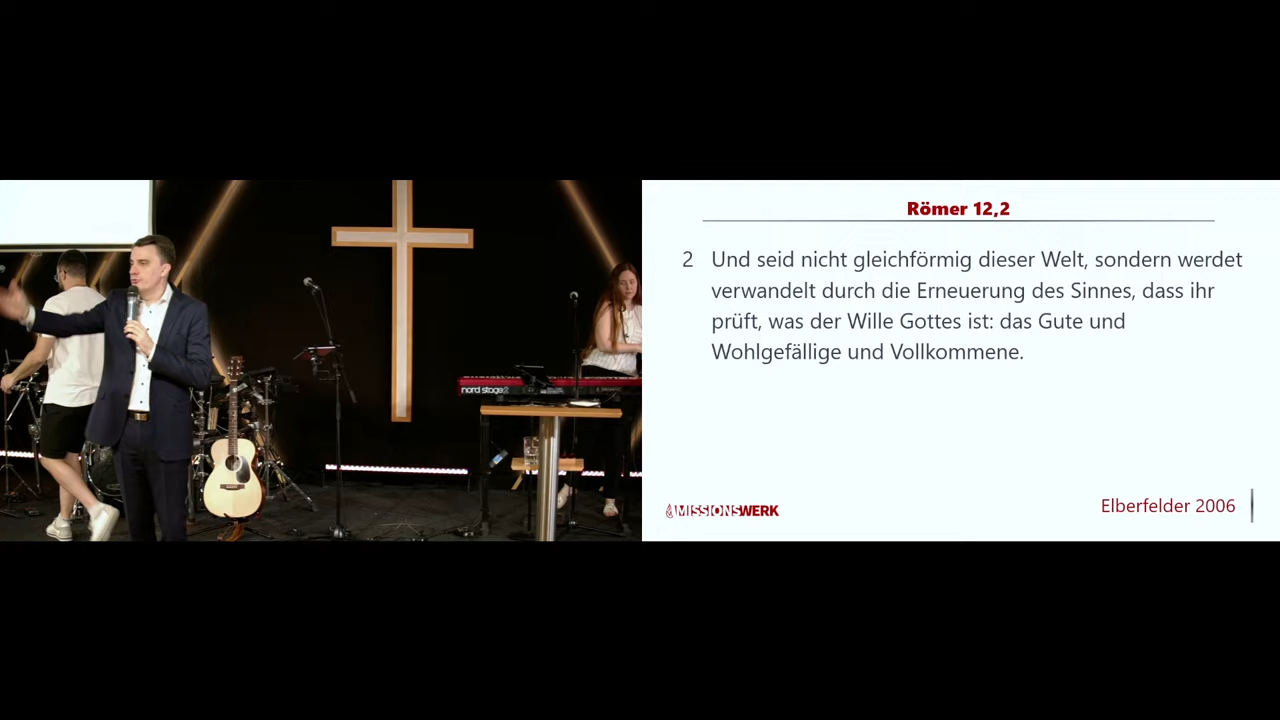 Römer 12,2
2 Und seid nicht gleichförmig dieser Welt, sondern werdet
verwandelt durch die Erneuerung des Sinnes, dass ihr
prüft, was der Wille Gottes ist: das Gute und
Wohlgefällige und Vollkommene.
MISSIONSWERK
Elberfelder 2006
nord stage 2